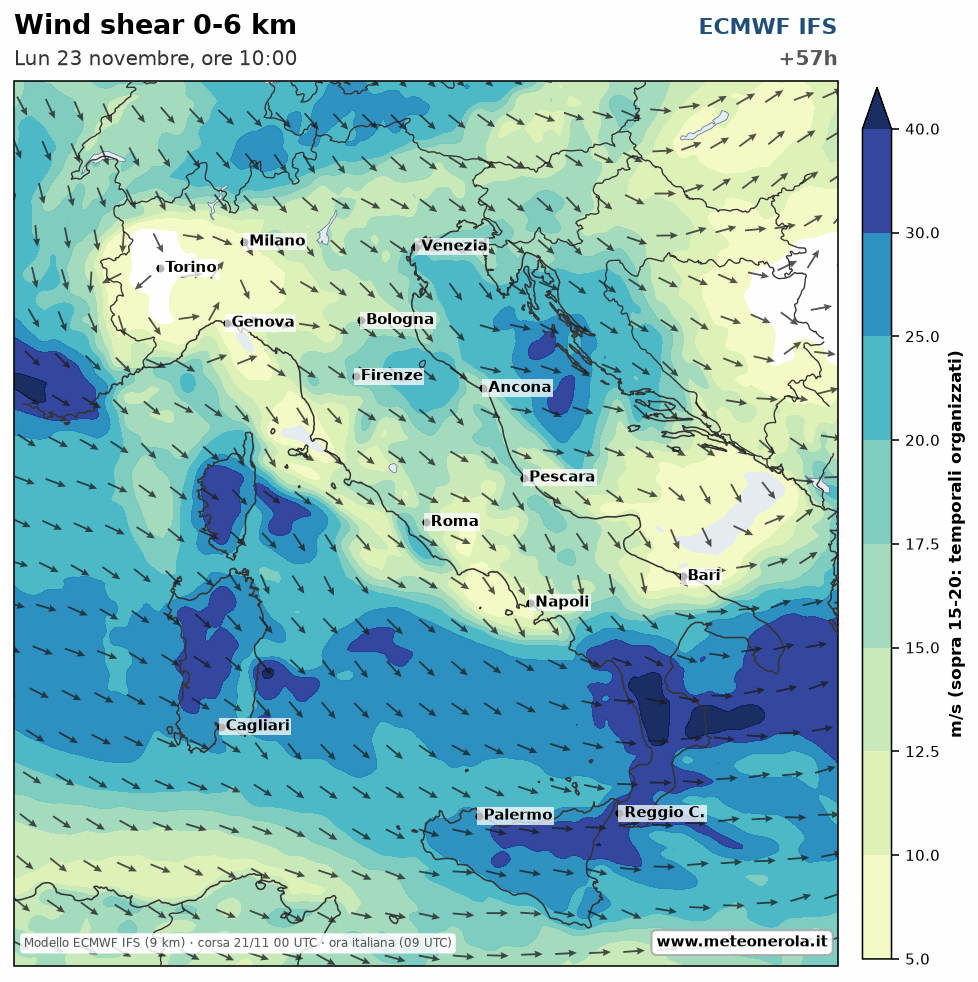 Wind shear 0-6 km
ECMWF IFS
Lun 23 novembre, ore 10:00
+57h
Milano
Venezia
Torino
Genova
Bologna
Firenze
Ancona
Pescara
Roma
Bari
Napoli
Cagliari
Palermo
Reggio C.
40.0
30.0
25.0
20.0
17.5
15.0
12.5
10.0
5.0
m/s (sopra 15-20: temporali organizzati)
Modello ECMWF IFS (9 km) · corsa 21/11 00 UTC · ora italiana (09 UTC)
www.meteonerola.it